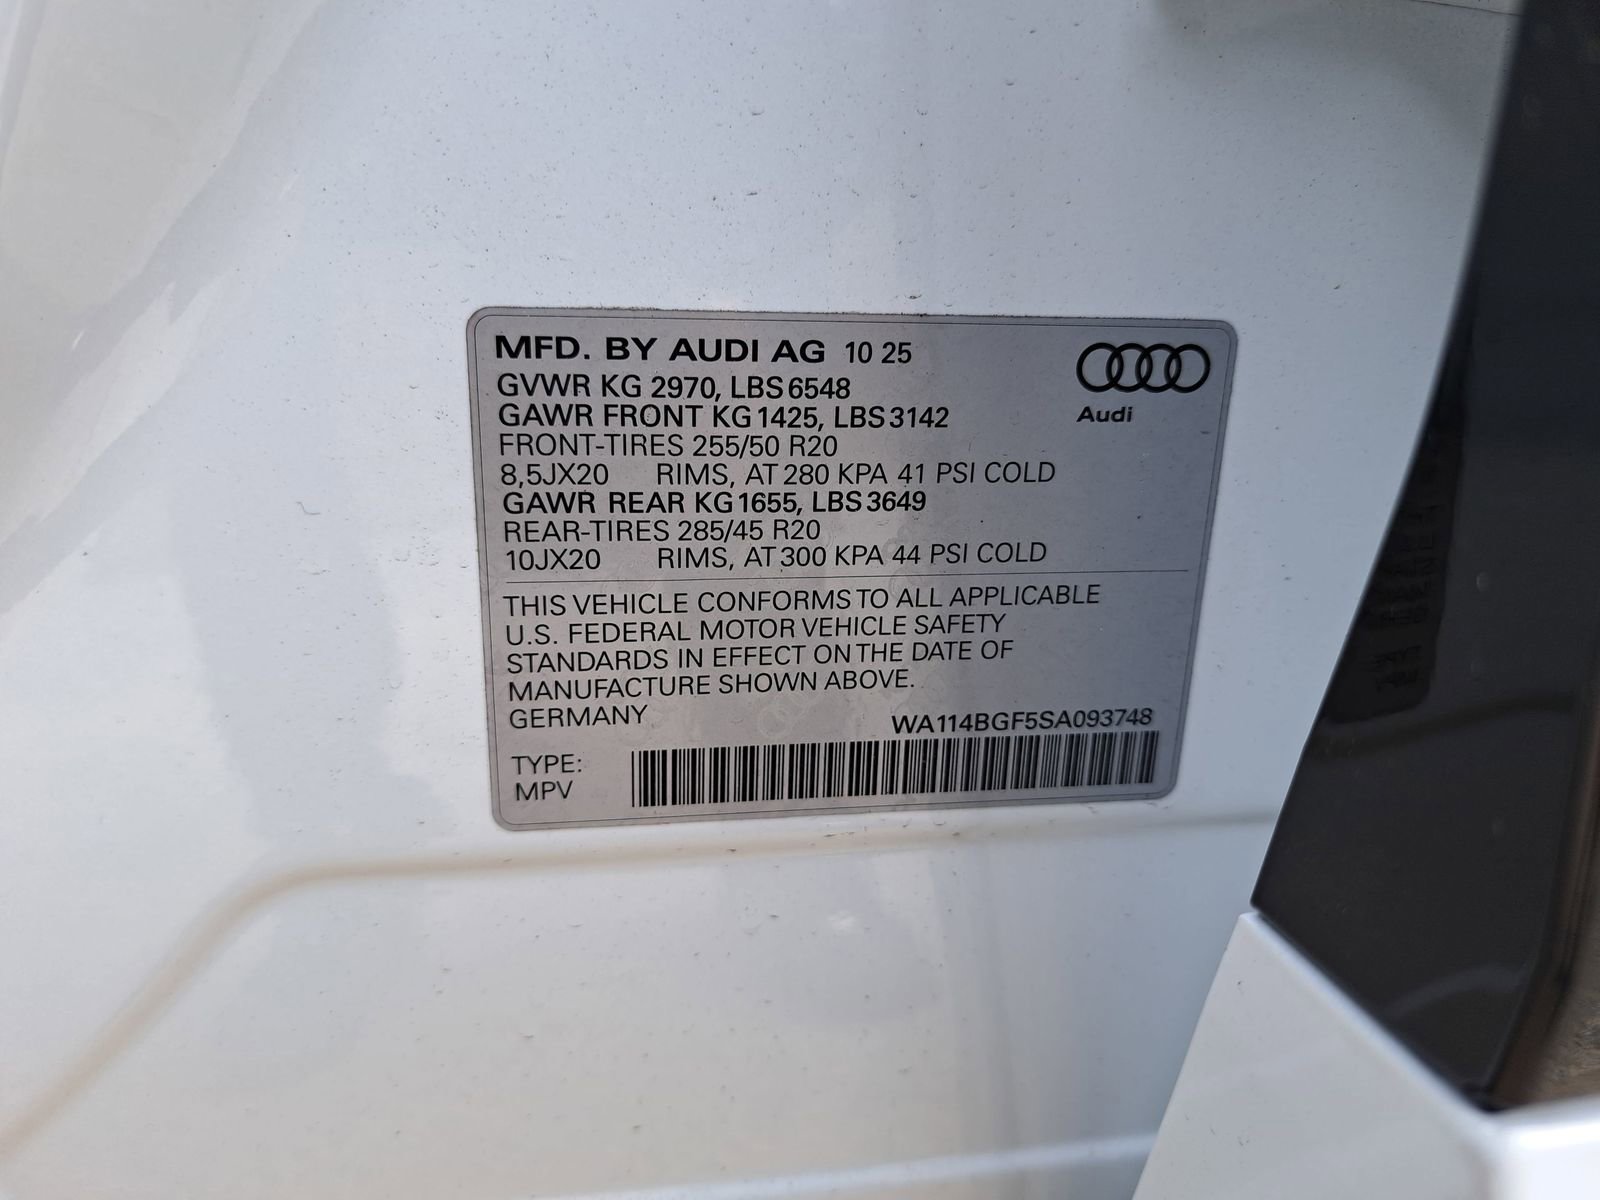 MFD. BY AUDI AG 10 25
GVWR KG 2970, LBS 6548
GAWR FRONT KG 1425, LBS 3142
Audi
FRONT-TIRES 255/50 R20
8,5JX20 RIMS, AT 280 KPA 41 PSI COLD
GAWR REAR KG 1655, LBS 3649
REAR-TIRES 285/45 R20
10JX20 RIMS, AT 300 KPA 44 PSI COLD
THIS VEHICLE CONFORMS TO ALL APPLICABLE
U.S. FEDERAL MOTOR VEHICLE SAFETY
STANDARDS IN EFFECT ON THE DATE OF
MANUFACTURE SHOWN ABOVE.
GERMANY WA114BGF5SA093748
TYPE:
MPV